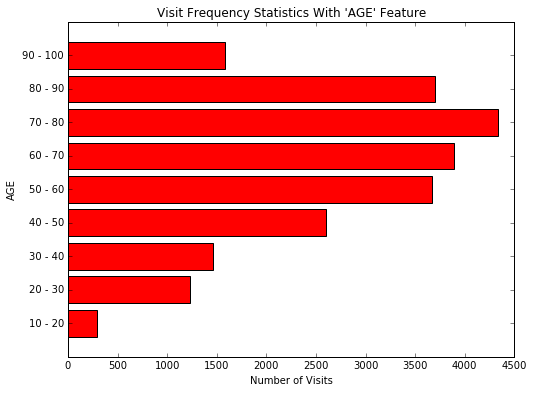 Visit Frequency Statistics With 'AGE' Feature
90 - 100
80 - 90
70 - 80
60 - 70
50 - 60
40 - 50
30 - 40
20 - 30
10 - 20
AGE
0 500 1000 1500 2000 2500 3000 3500 4000 4500
Number of Visits